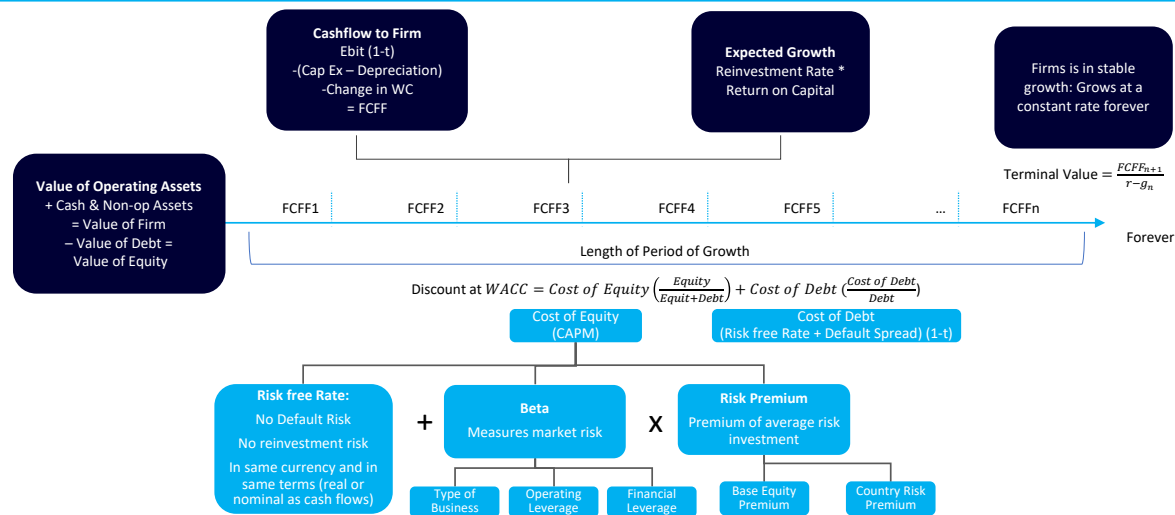 Cashflow to Firm
Ebit (1-t)
-(Cap Ex – Depreciation)
-Change in WC
= FCFF
Expected Growth
Reinvestment Rate *
Return on Capital
Firms is in stable
growth: Grows at a
constant rate forever
Value of Operating Assets
+ Cash & Non-op Assets
= Value of Firm
– Value of Debt =
Value of Equity
Terminal Value = FCFFn+1 / r−gn
FCFF1
FCFF2
FCFF3
FCFF4
FCFF5
...
FCFFn
Forever
Length of Period of Growth
Discount at WACC = Cost of Equity (Equity / Equit+Debt) + Cost of Debt (Cost of Debt / Debt)
Cost of Equity
(CAPM)
Cost of Debt
(Risk free Rate + Default Spread) (1-t)
Risk free Rate:
No Default Risk
No reinvestment risk
In same currency and in
same terms (real or
nominal as cash flows)
+
Beta
Measures market risk
x
Risk Premium
Premium of average risk
investment
Type of
Business
Operating
Leverage
Financial
Leverage
Base Equity
Premium
Country Risk
Premium